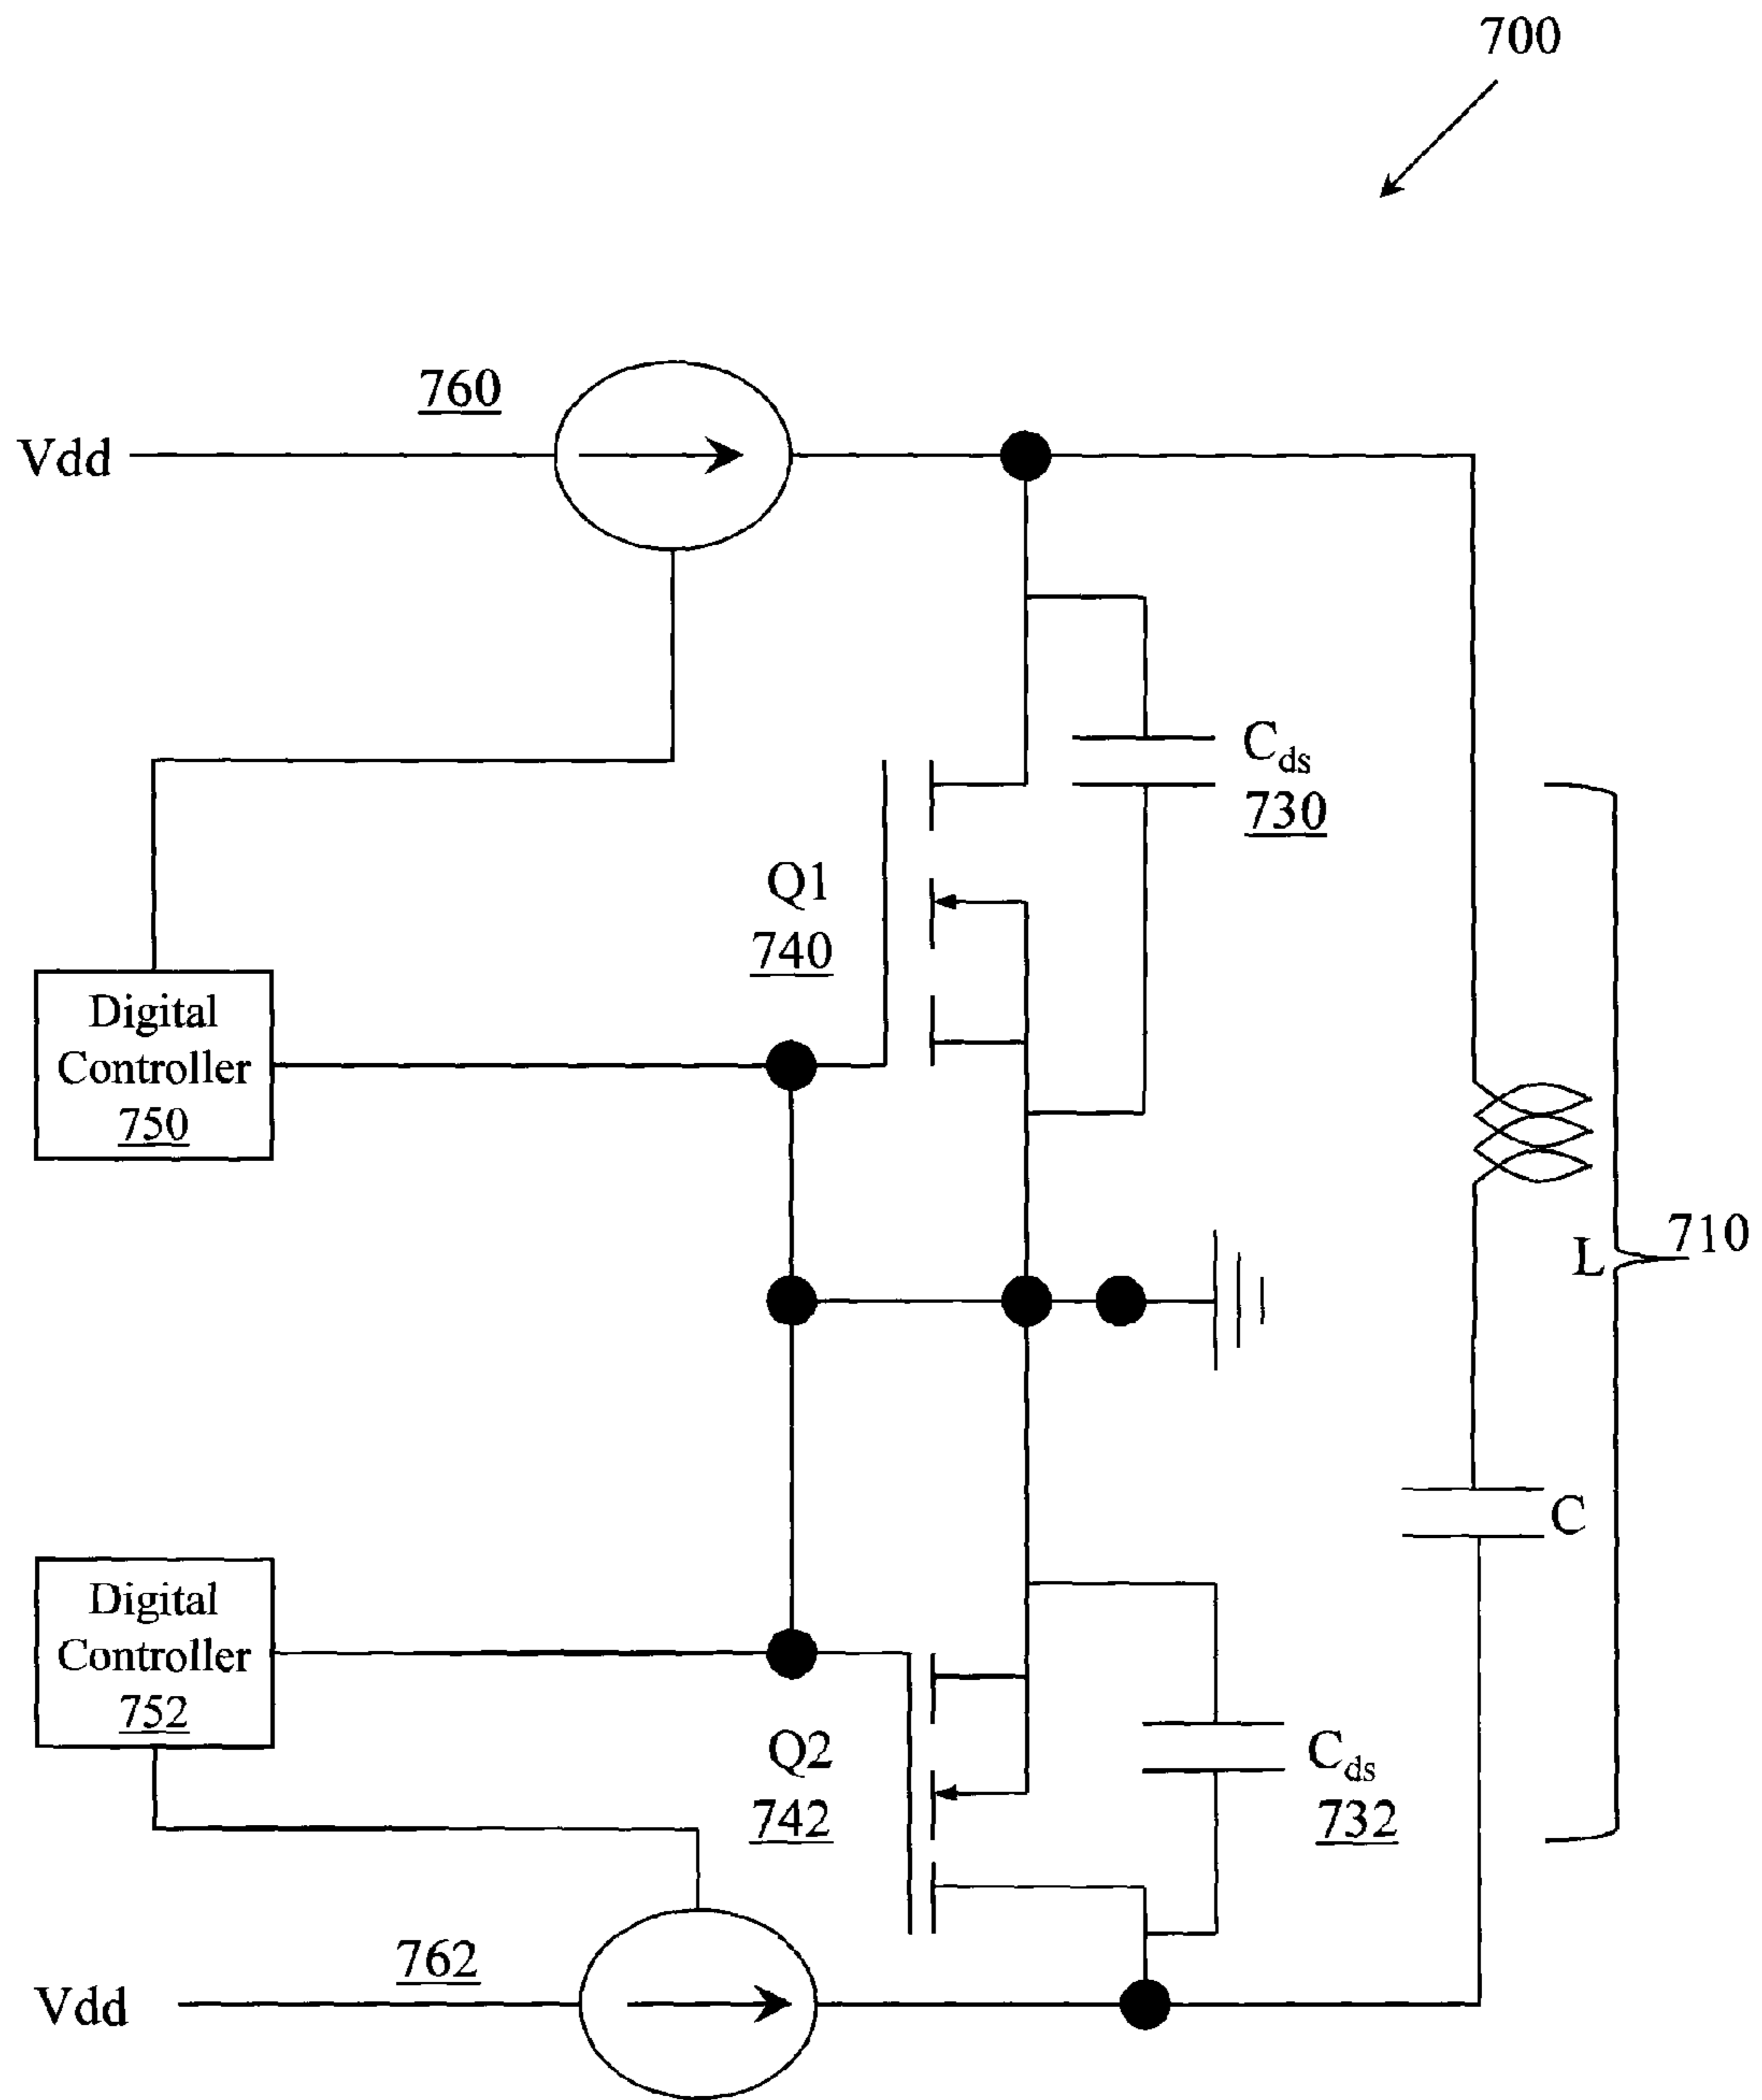 700
760
Vdd
Cds
730
Q1
740
Digital
Controller
750
710
L
C
Digital
Controller
752
Q2
742
Cds
732
762
Vdd